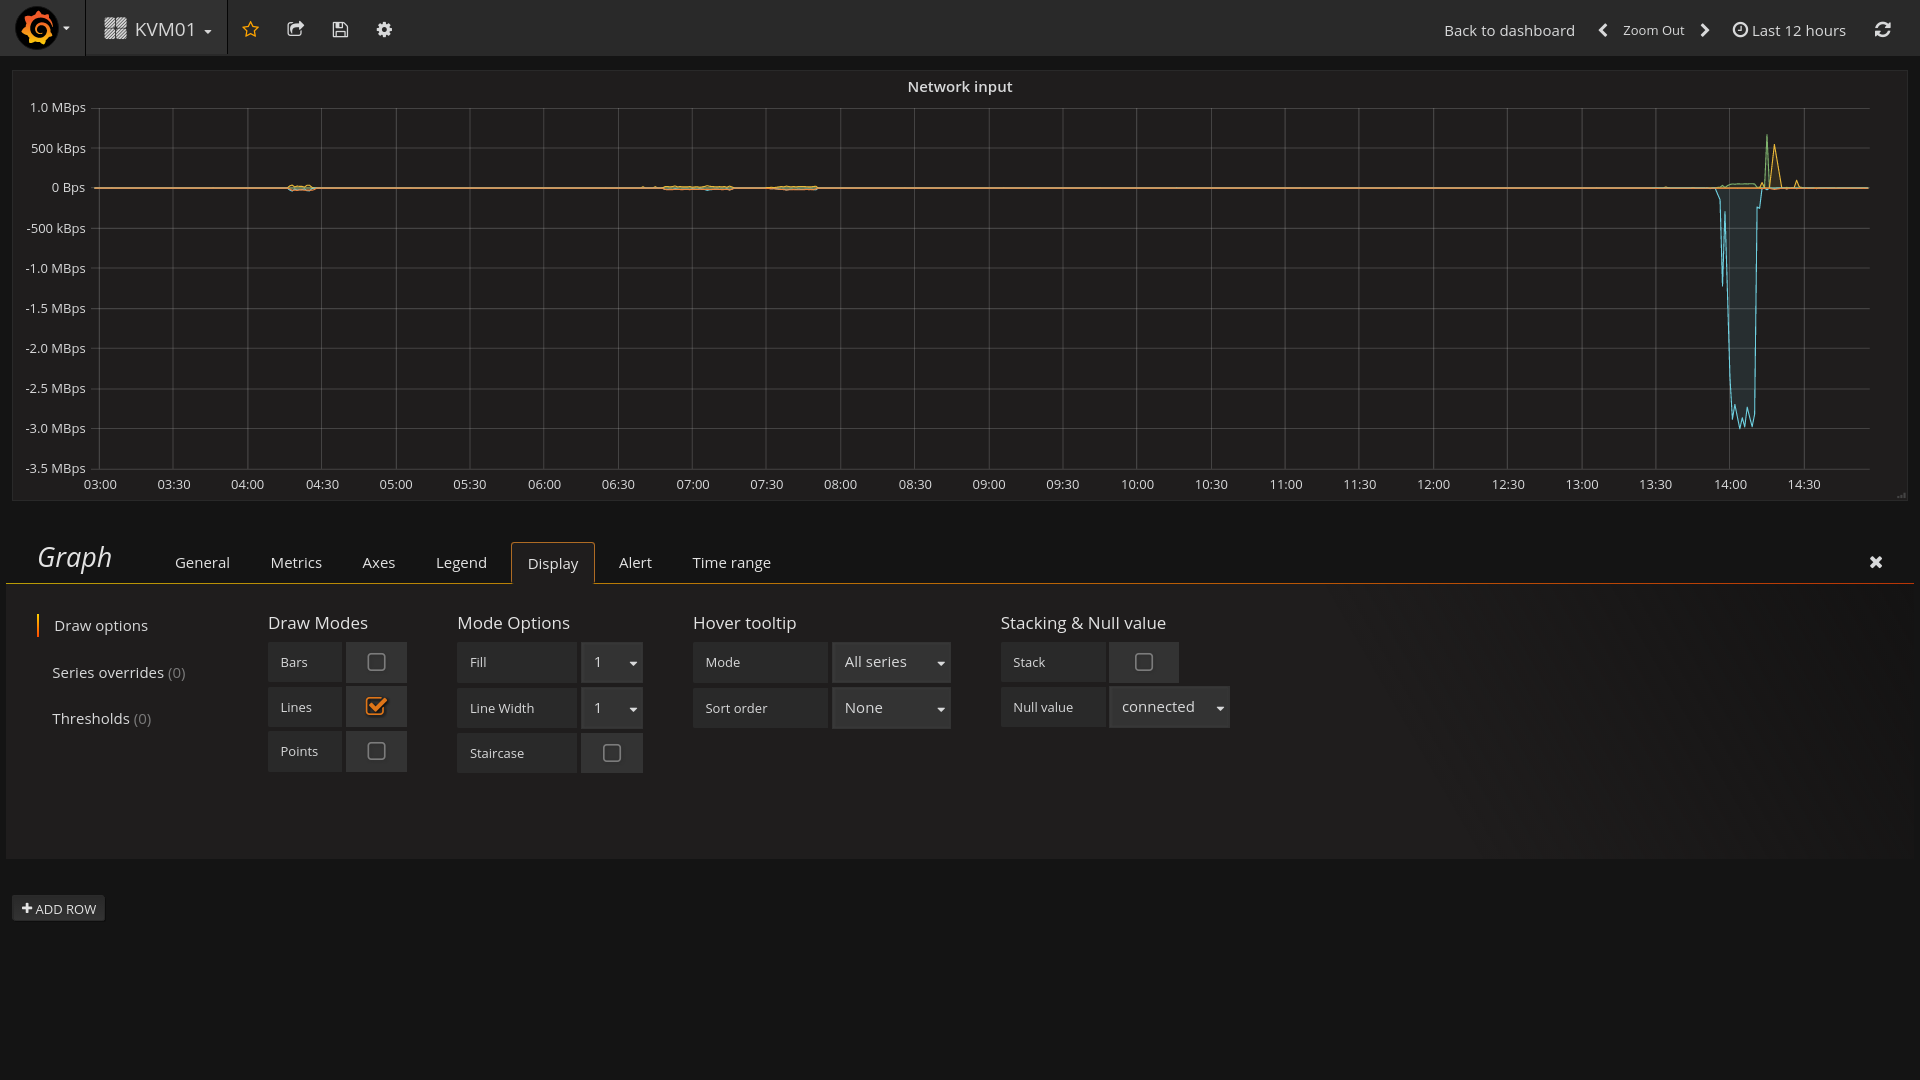 KVM01
Back to dashboard Zoom Out Last 12 hours
Network input
1.0 MBps
500 kBps
0 Bps
-500 kBps
-1.0 MBps
-1.5 MBps
-2.0 MBps
-2.5 MBps
-3.0 MBps
-3.5 MBps
03:00 03:30 04:00 04:30 05:00 05:30 06:00 06:30 07:00 07:30 08:00 08:30 09:00 09:30 10:00 10:30 11:00 11:30 12:00 12:30 13:00 13:30 14:00 14:30
Graph General Metrics Axes Legend Display Alert Time range
Draw options
Series overrides (0)
Thresholds (0)
Draw Modes
Bars
Lines
Points
Mode Options
Fill 1
Line Width 1
Staircase
Hover tooltip
Mode All series
Sort order None
Stacking & Null value
Stack
Null value connected
ADD ROW